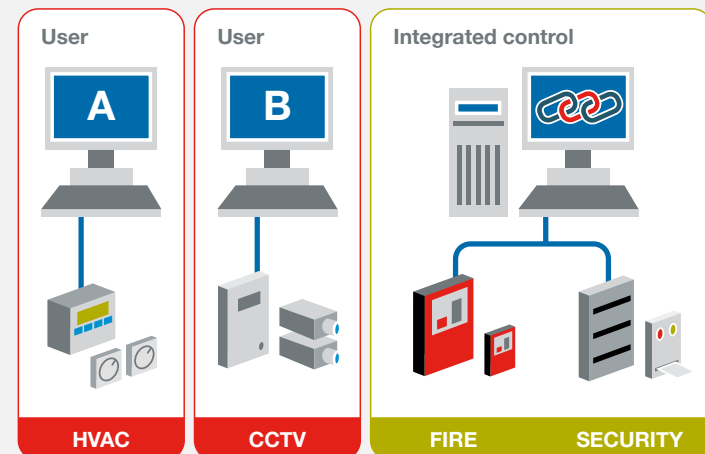 User
A
HVAC
User
B
CCTV
Integrated control
FIRE
SECURITY